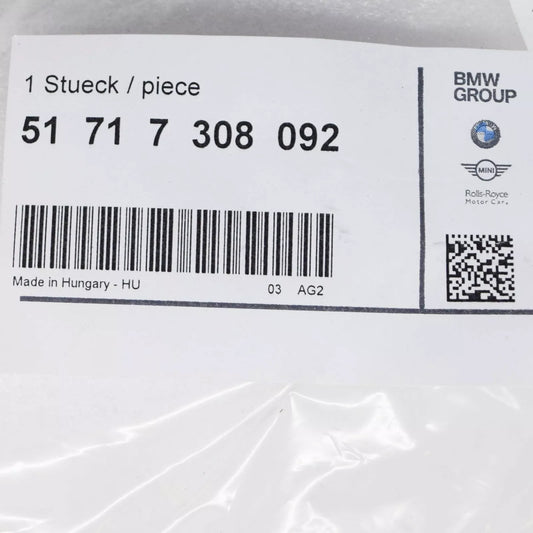 1 Stueck / piece
51 71 7 308 092
Made in Hungary - HU 03 AG2
BMW
GROUP
MINI
Rolls-Royce
Motor Cars